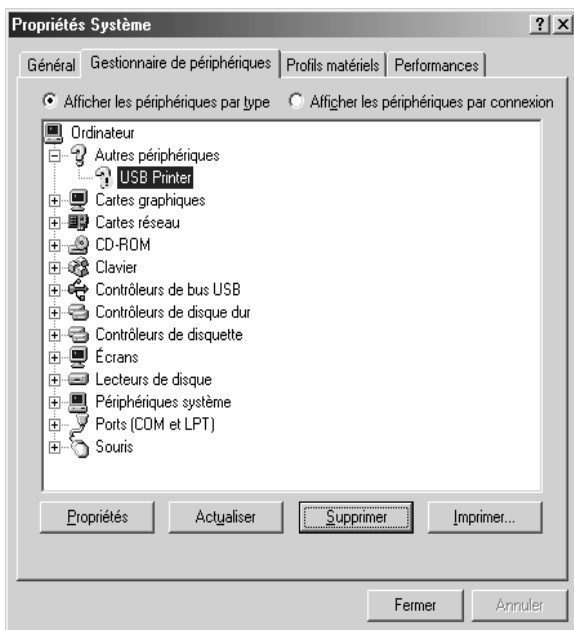 Propriétés Système
Général Gestionnaire de périphériques Profils matériels Performances
Afficher les périphériques par type Afficher les périphériques par connexion
Ordinateur
Autres périphériques
USB Printer
Cartes graphiques
Cartes réseau
CD-ROM
Clavier
Contrôleurs de bus USB
Contrôleurs de disque dur
Contrôleurs de disquette
Écrans
Lecteurs de disque
Périphériques système
Ports (COM et LPT)
Souris
Propriétés Actualiser Supprimer Imprimer...
Fermer Annuler